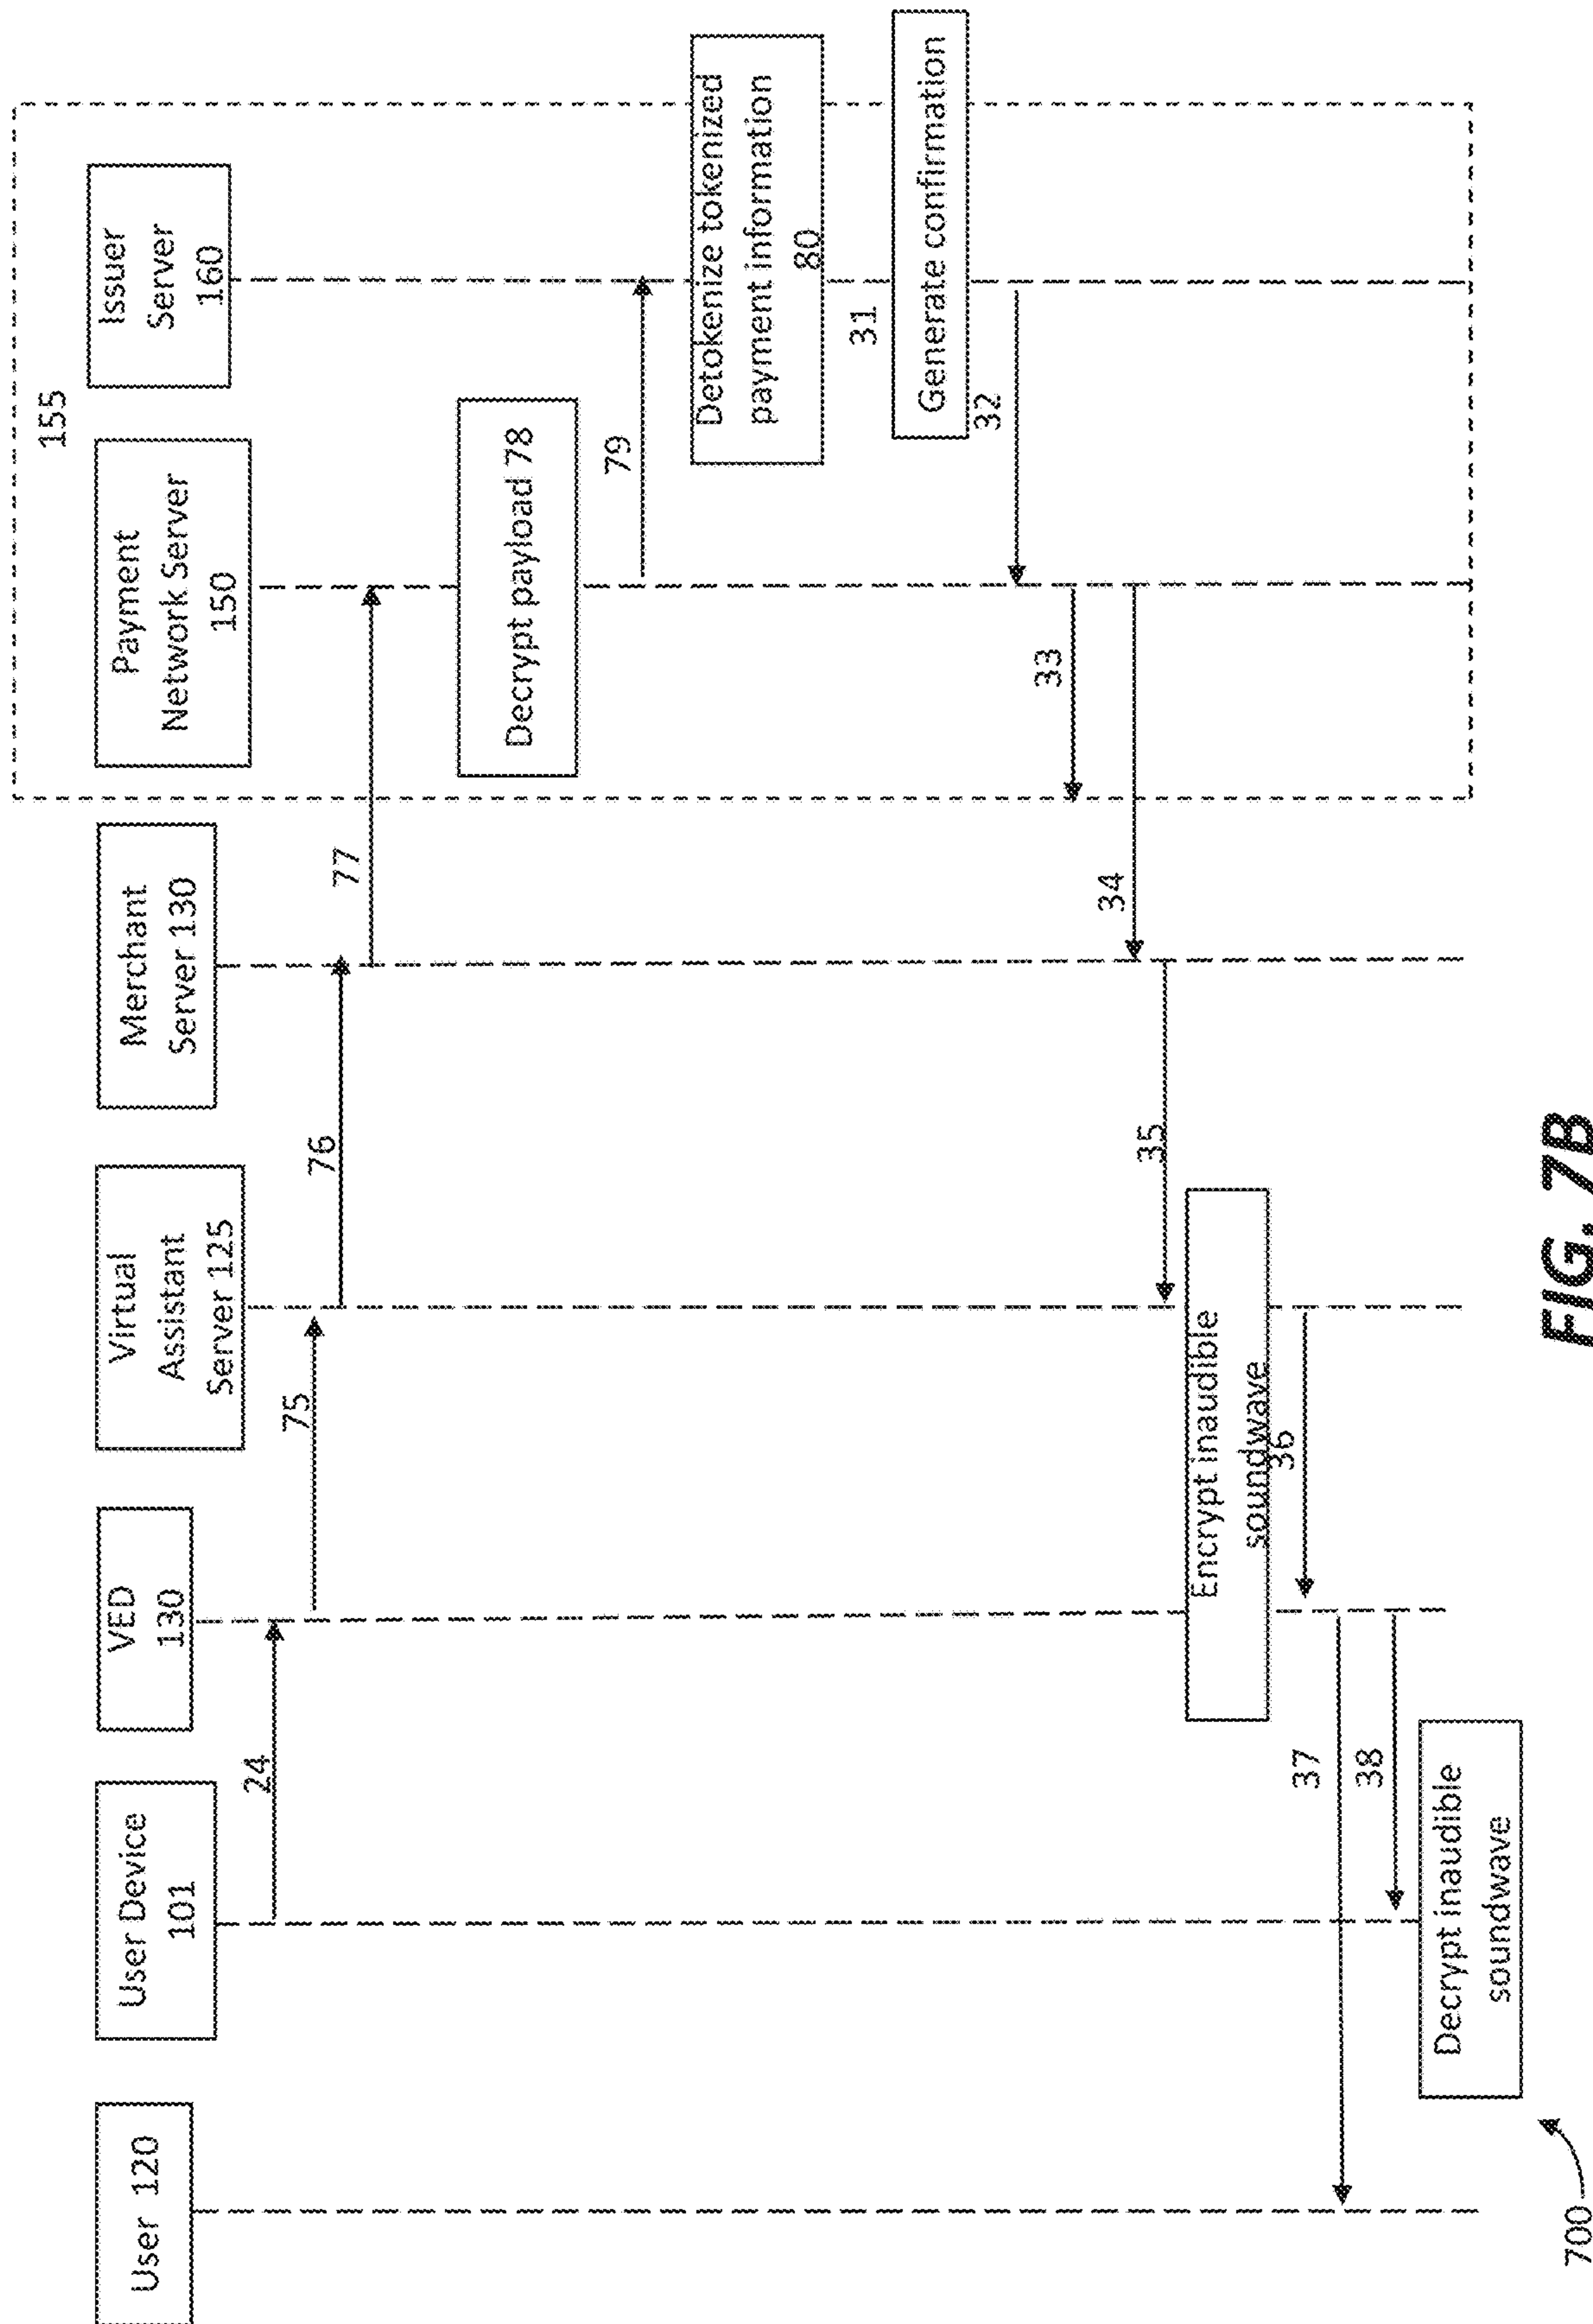 155
User 120
User Device
101
VED
130
Virtual
Assistant
Server 125
Merchant
Server 130
Payment
Network Server
150
Issuer
Server
160
24
75
76
77
Decrypt payload 78
79
Detokenize tokenized
payment information
80
31
Generate confirmation
32
33
34
35
Encrypt inaudible
soundwave
36
37
38
Decrypt inaudible
soundwave
700
FIG. 7B